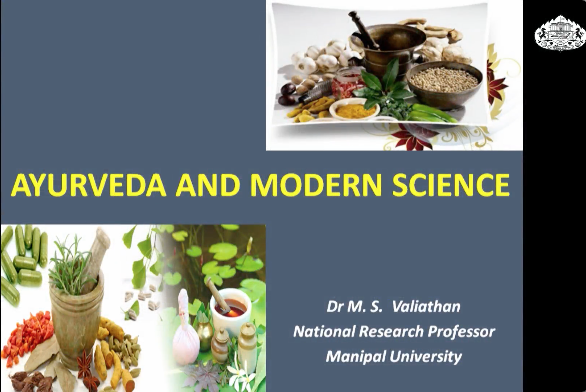 AYURVEDA AND MODERN SCIENCE
Dr M. S. Valiathan
National Research Professor
Manipal University